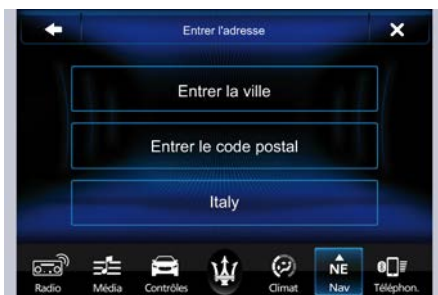 Entrer l'adresse
Entrer la ville
Entrer le code postal
Italy
NE
Radio Média Contrôles Climat Nav Téléphon.